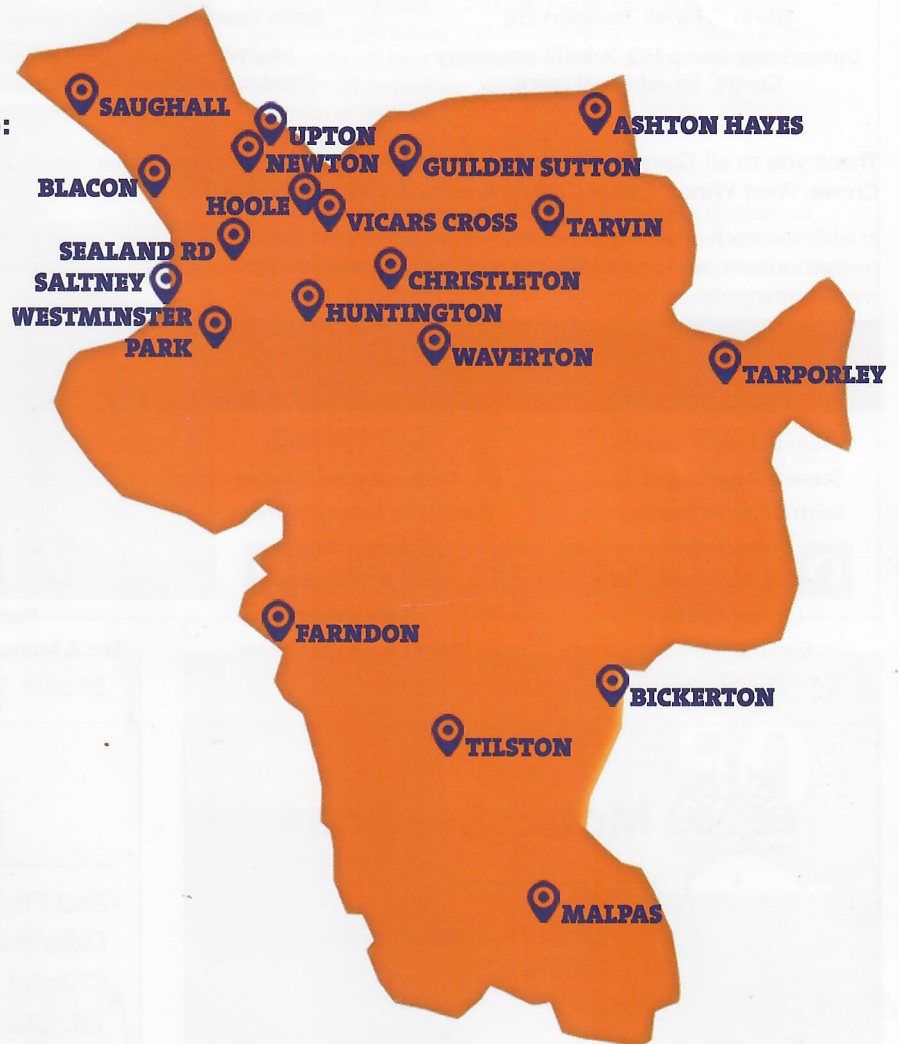 SAUGHALL
ASHTON HAYES
UPTON
NEWTON
GUILDEN SUTTON
BLACON
HOOLE
VICARS CROSS
TARVIN
SEALAND RD
SALTNEY
CHRISTLETON
HUNTINGTON
WESTMINSTER
PARK
WAVERTON
TARPORLEY
FARNDON
BICKERTON
TILSTON
MALPAS